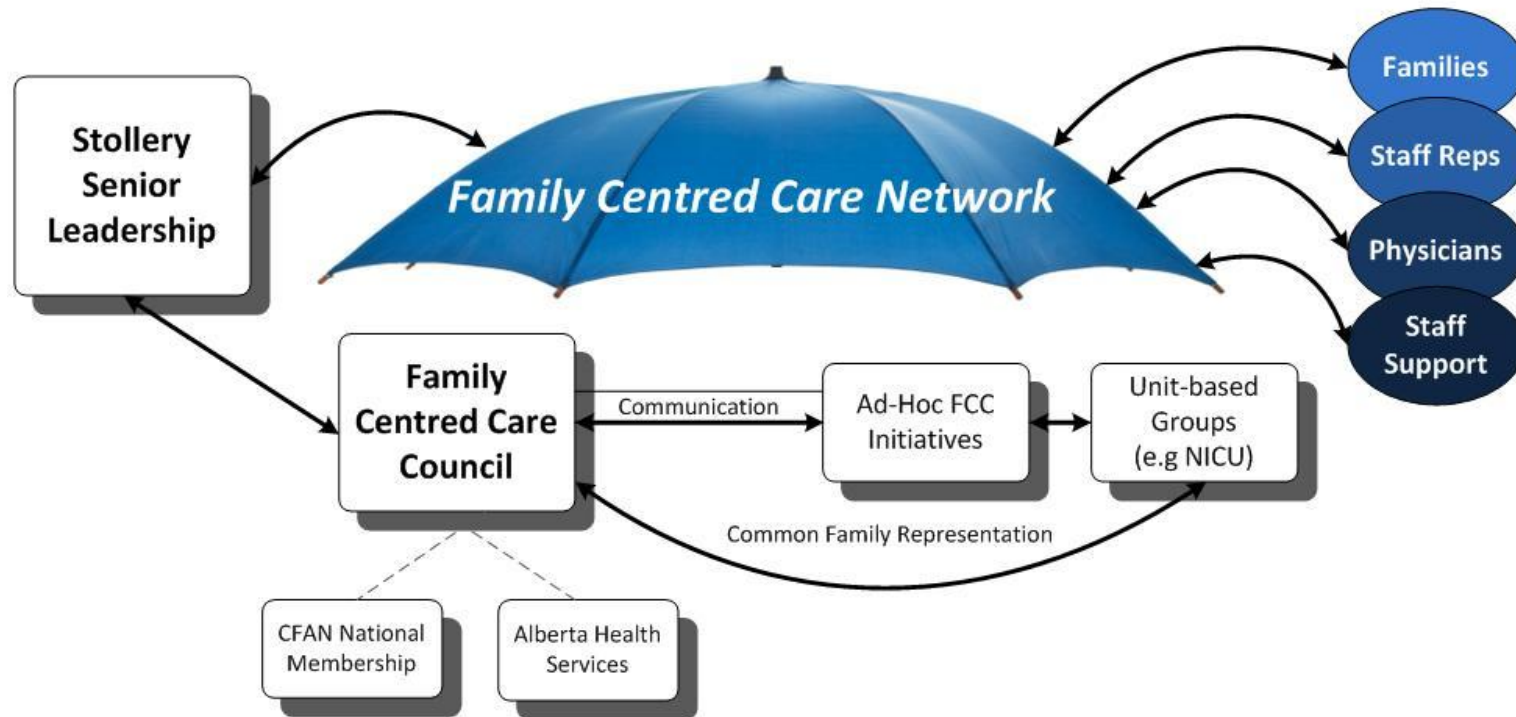 Stollery
Senior
Leadership
Family Centred Care Network
Families
Staff Reps
Physicians
Staff
Support
Family
Centred Care
Council
Communication
Ad-Hoc FCC
Initiatives
Unit-based
Groups
(e.g NICU)
Common Family Representation
CFAN National
Membership
Alberta Health
Services